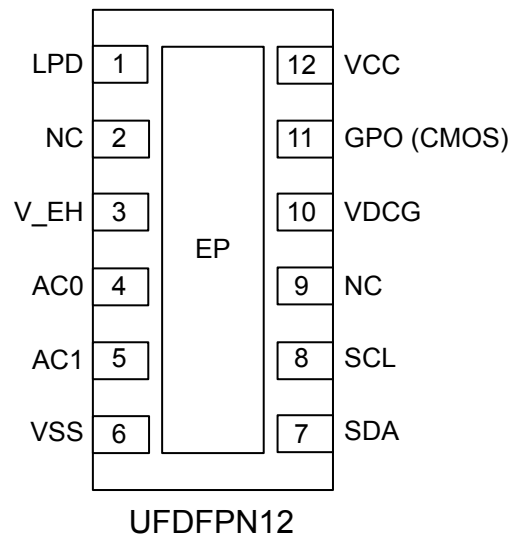 LPD 1 12 VCC
NC 2 11 GPO (CMOS)
V_EH 3 10 VDCG
EP
AC0 4 9 NC
AC1 5 8 SCL
VSS 6 7 SDA
UFDFPN12